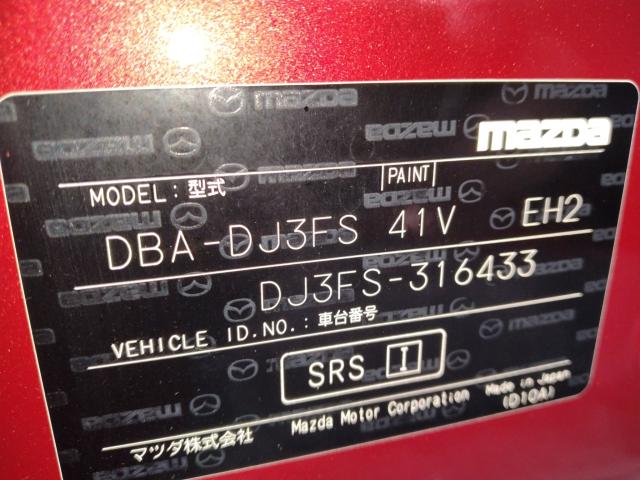 mazda
MODEL: 型式 PAINT
DBA-DJ3FS 41V EH2
DJ3FS-316433
VEHICLE ID.NO.: 車台番号
SRS I
マツダ株式会社 Mazda Motor Corporation Made in Japan
(D10A)